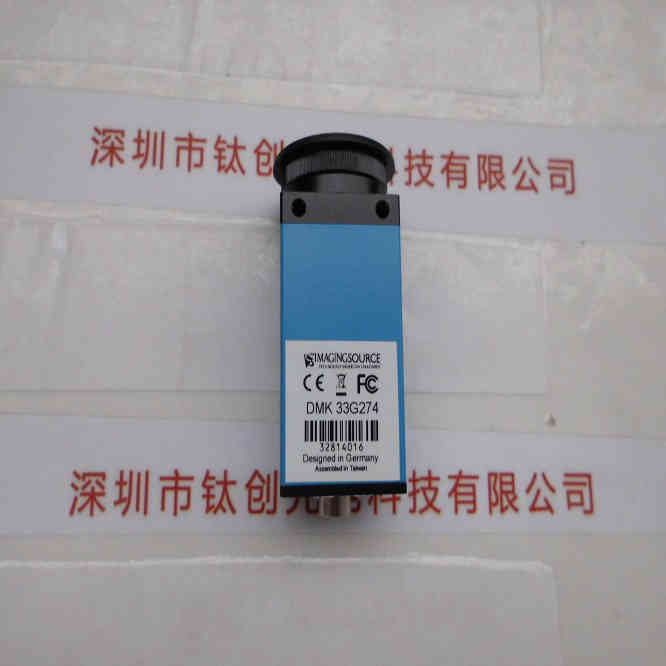 深圳市钛创 科技有限公司
IMAGINGSOURCE
CE FC
DMK 33G274
32814016
Designed in Germany
Assembled in Taiwan
深圳市钛创光 科技有限公司